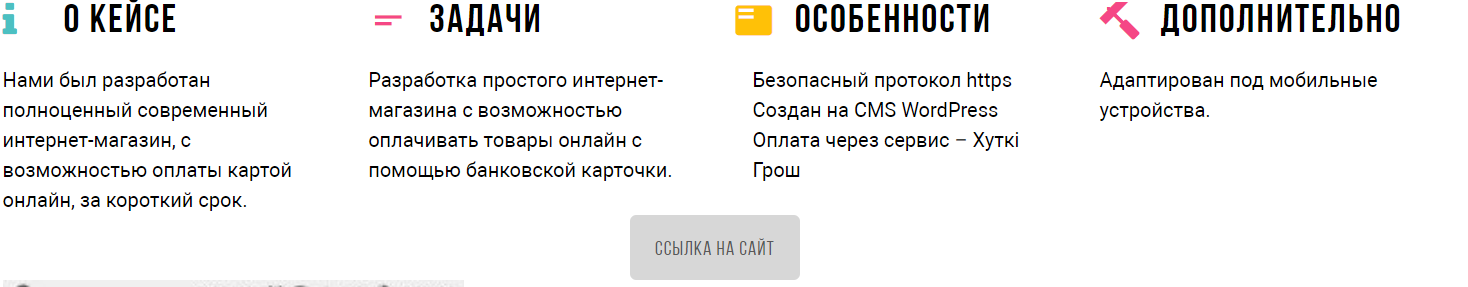 О КЕЙСЕ
Нами был разработан
полноценный современный
интернет-магазин, с
возможностью оплаты картой
онлайн, за короткий срок.
ЗАДАЧИ
Разработка простого интернет-
магазина с возможностью
оплачивать товары онлайн с
помощью банковской карточки.
ОСОБЕННОСТИ
Безопасный протокол https
Создан на CMS WordPress
Оплата через сервис – Хуткі
Грош
ДОПОЛНИТЕЛЬНО
Адаптирован под мобильные
устройства.
ССЫЛКА НА САЙТ